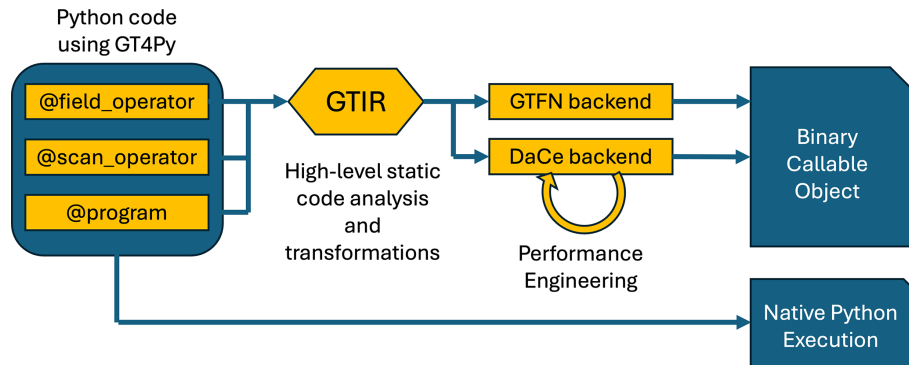 Python code
using GT4Py
@field_operator
@scan_operator
@program
GTIR
High-level static
code analysis
and
transformations
GTFN backend
DaCe backend
Performance
Engineering
Binary
Callable
Object
Native Python
Execution